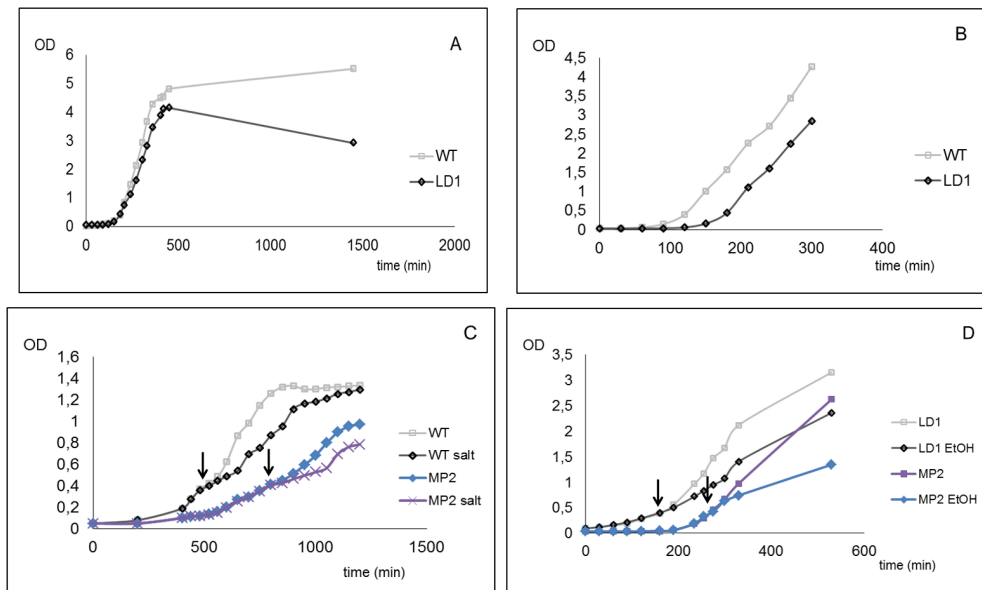 A
OD
6
5
4
3
2
1
0
0 500 1000 1500 2000
time (min)
WT
LD1
B
OD
4,5
4
3,5
3
2,5
2
1,5
1
0,5
0
0 100 200 300 400
time (min)
WT
LD1
C
OD
1,6
1,4
1,2
1
0,8
0,6
0,4
0,2
0
0 500 1000 1500
time (min)
WT
WT salt
MP2
MP2 salt
D
OD
3,5
3
2,5
2
1,5
1
0,5
0
0 200 400 600
time (min)
LD1
LD1 EtOH
MP2
MP2 EtOH